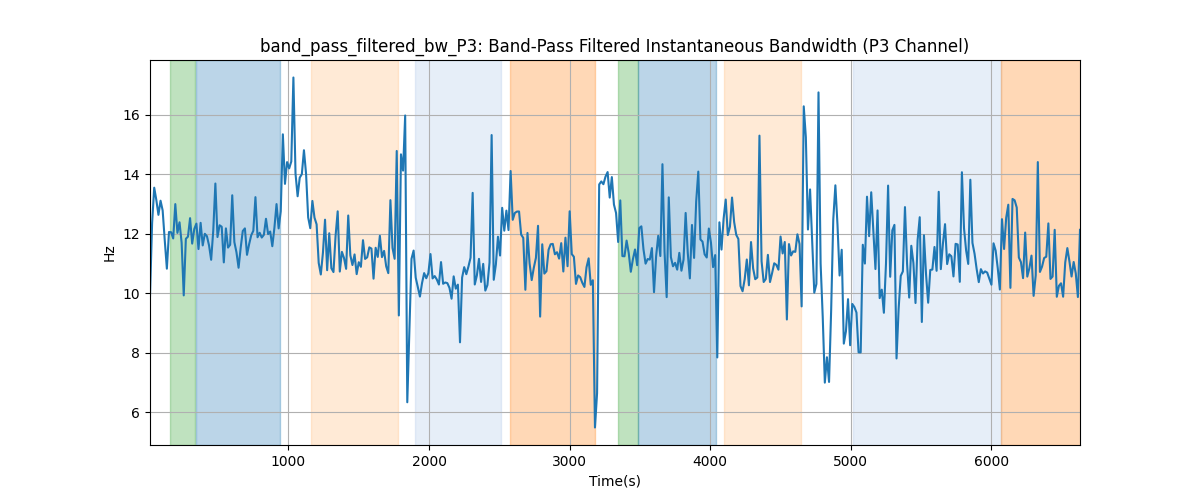 band_pass_filtered_bw_P3: Band-Pass Filtered Instantaneous Bandwidth (P3 Channel)
16
14
12
10
8
6
Hz
1000 2000 3000 4000 5000 6000
Time(s)